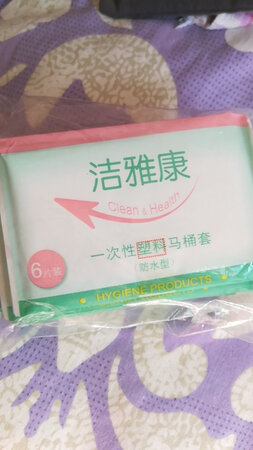 洁雅康
Clean & Health
一次性塑料马桶套
(防水型)
6片装
HYGIENE PRODUCTS